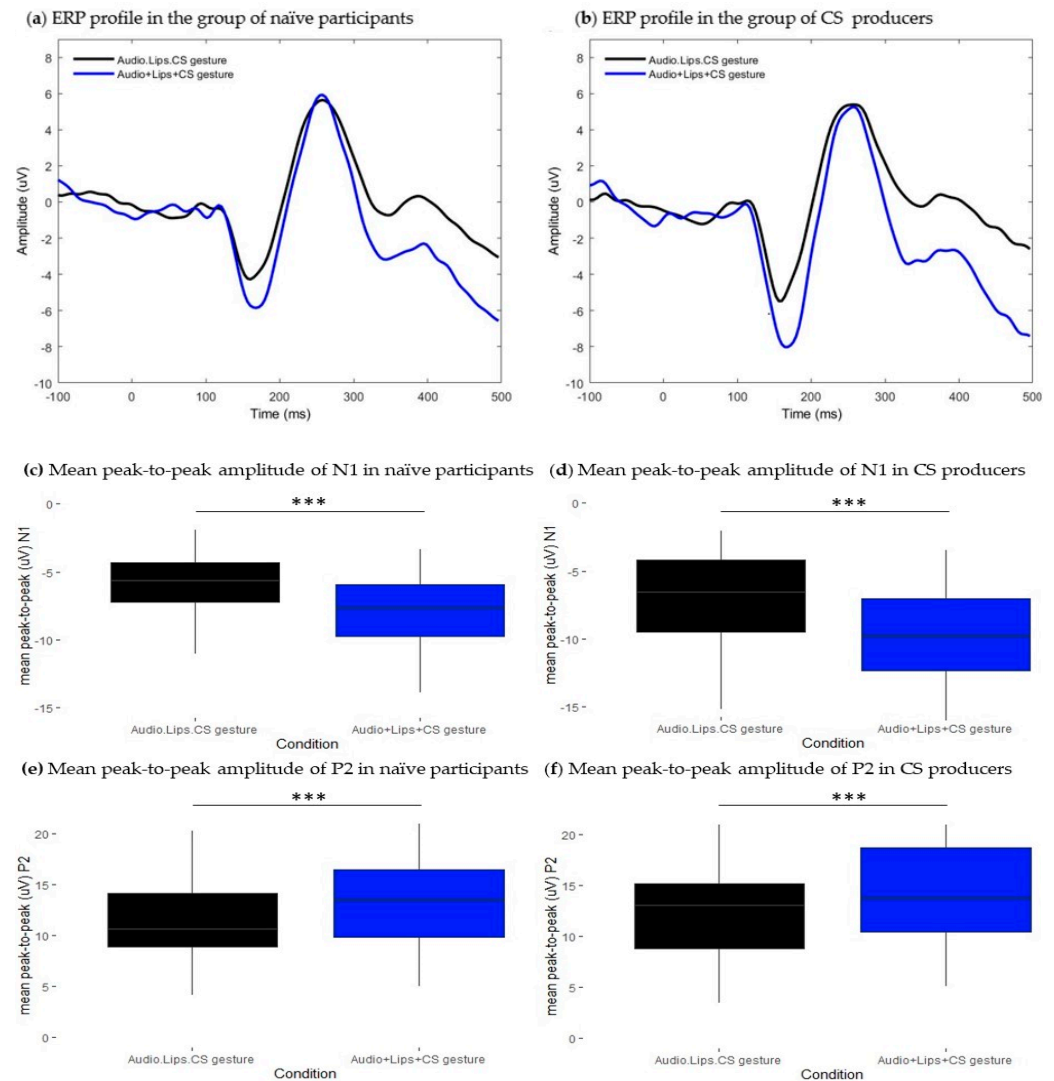 (a) ERP profile in the group of naïve participants
(b) ERP profile in the group of CS producers
8
6
4
2
0
-2
-4
-6
-8
-10
Amplitude (uV)
Audio.Lips.CS gesture
Audio+Lips+CS gesture
-100
0
100
200
300
400
500
Time (ms)
8
6
4
2
0
-2
-4
-6
-8
-10
Amplitude (uV)
Audio.Lips.CS gesture
Audio+Lips+CS gesture
-100
0
100
200
300
400
500
Time (ms)
(c) Mean peak-to-peak amplitude of N1 in naïve participants
(d) Mean peak-to-peak amplitude of N1 in CS producers
***
0
-5
-10
-15
mean peak-to-peak (uV) N1
Audio.Lips.CS gesture
Audio+Lips+CS gesture
Condition
***
0
-5
-10
-15
mean peak-to-peak (uV) N1
Audio.Lips.CS gesture
Audio+Lips+CS gesture
Condition
(e) Mean peak-to-peak amplitude of P2 in naïve participants
(f) Mean peak-to-peak amplitude of P2 in CS producers
***
20
15
10
5
0
mean peak-to-peak (uV) P2
Audio.Lips.CS gesture
Audio+Lips+CS gesture
Condition
***
20
15
10
5
0
mean peak-to-peak (uV) P2
Audio.Lips.CS gesture
Audio+Lips+CS gesture
Condition